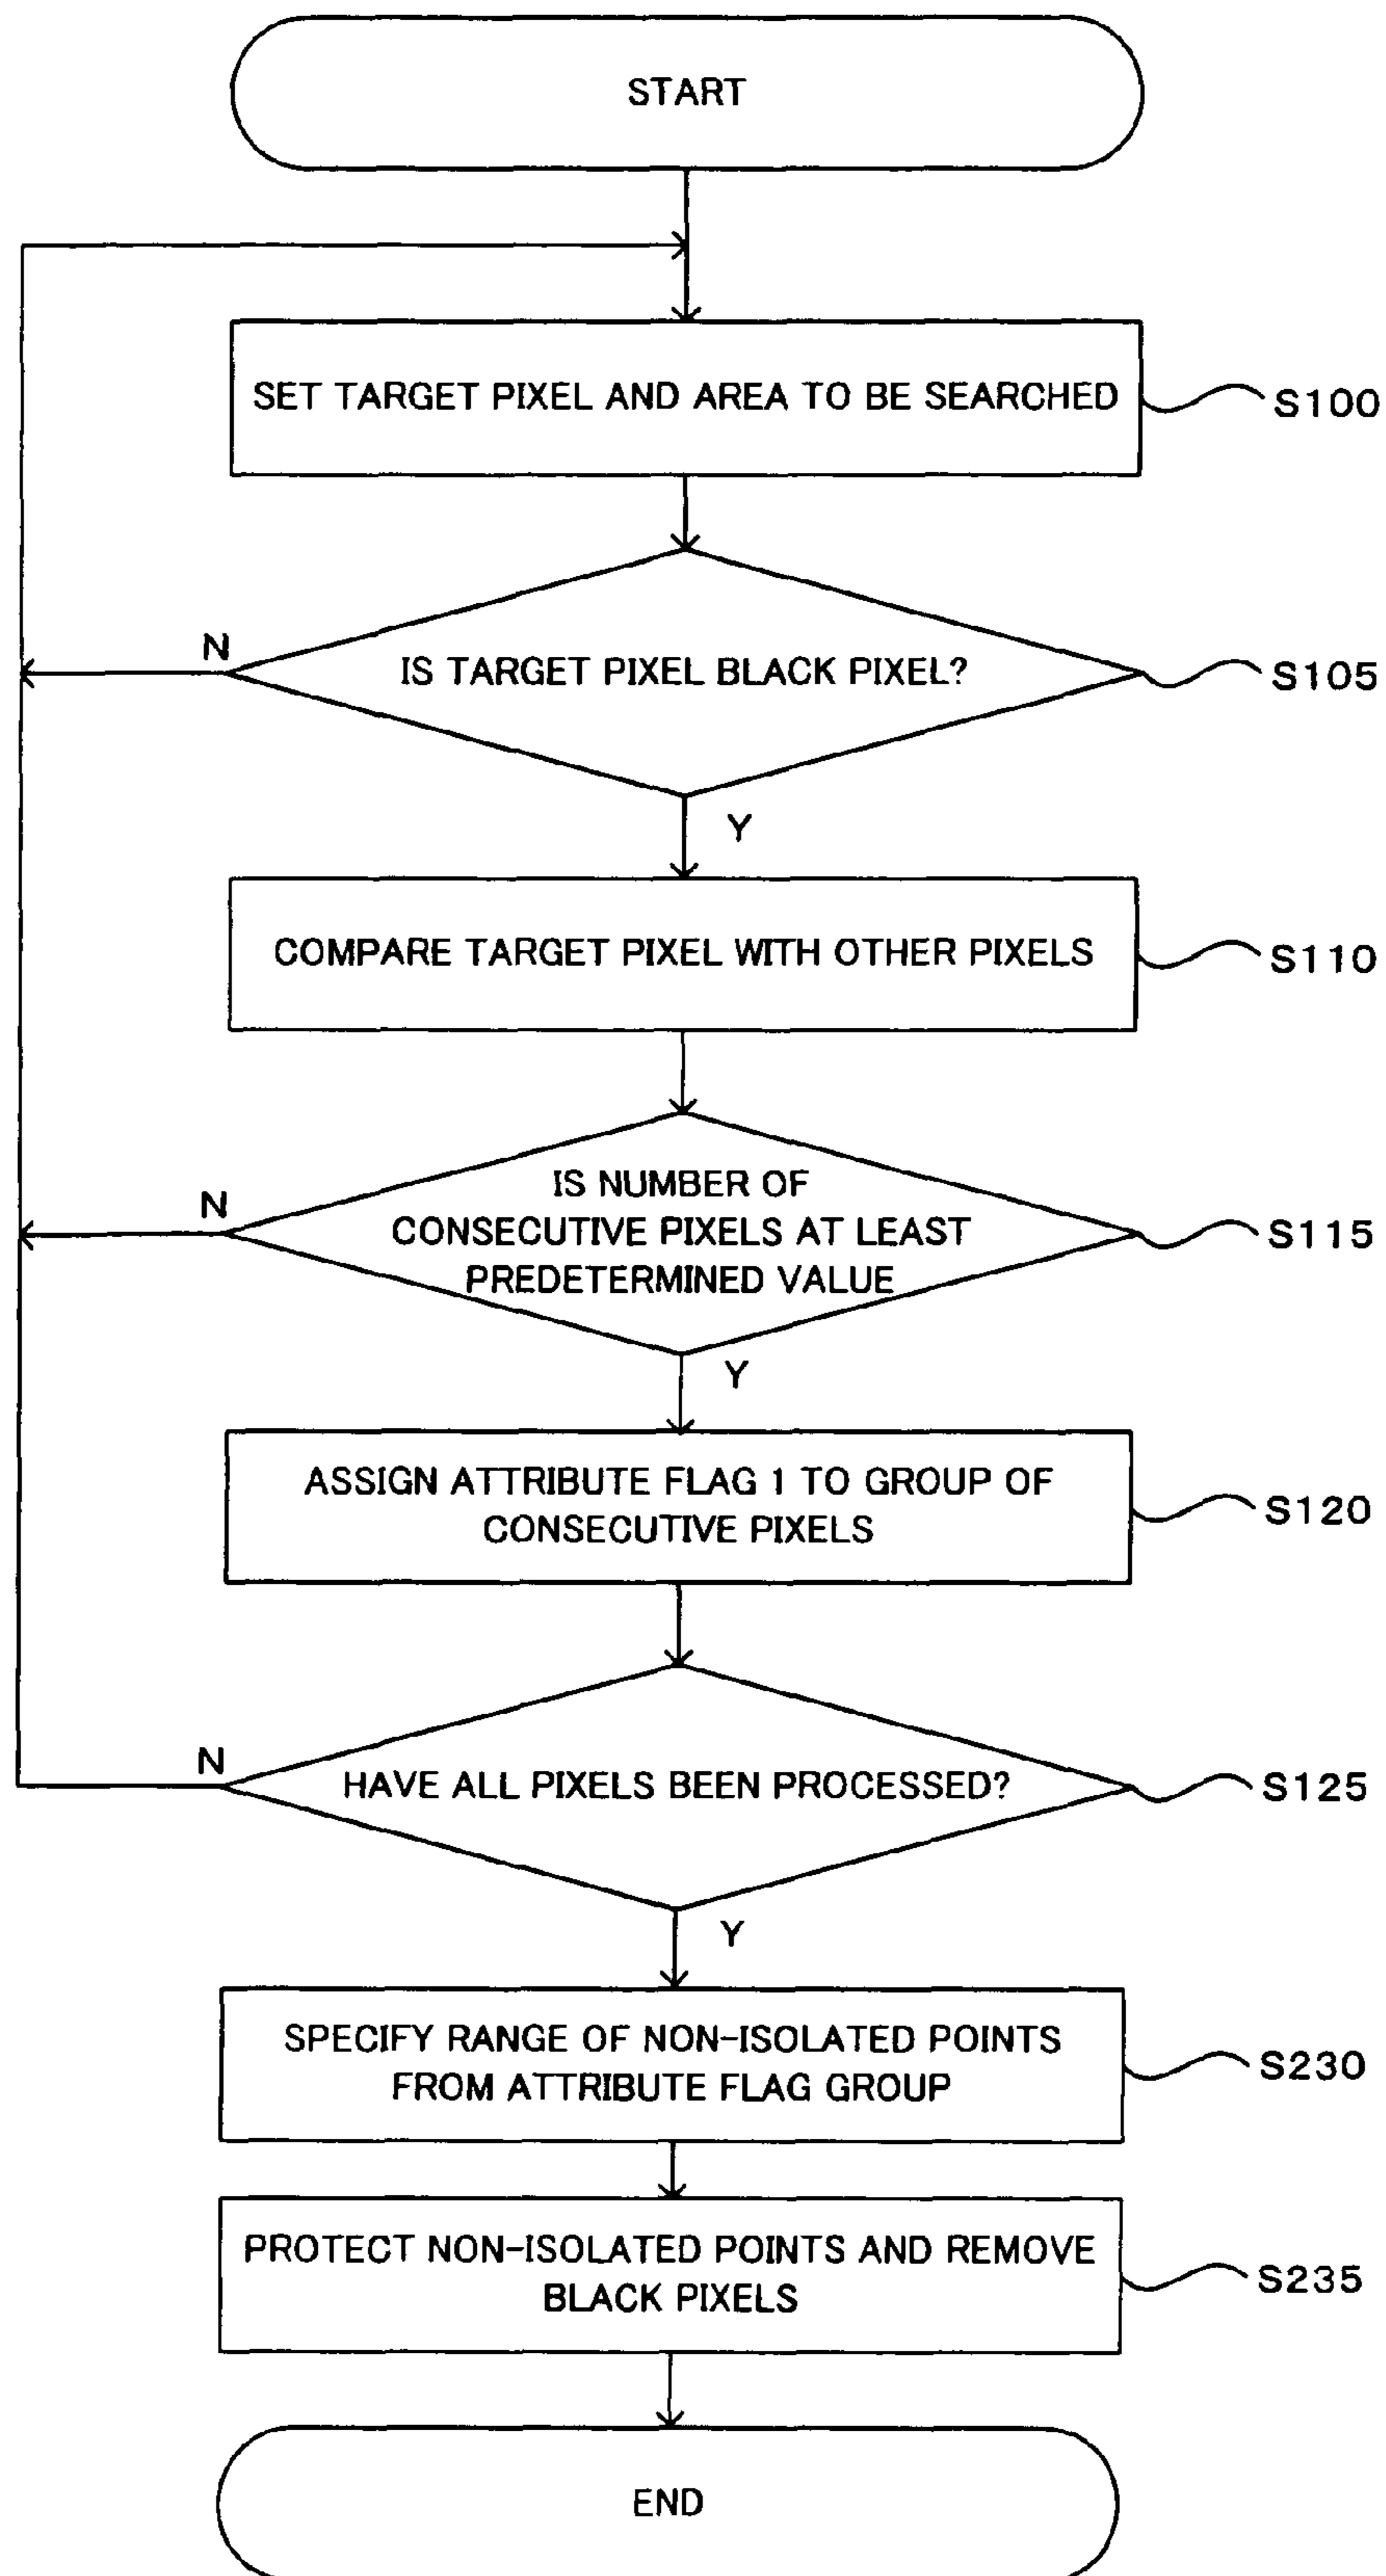 START
SET TARGET PIXEL AND AREA TO BE SEARCHED
S100
N
IS TARGET PIXEL BLACK PIXEL?
S105
Y
COMPARE TARGET PIXEL WITH OTHER PIXELS
S110
N
IS NUMBER OF
CONSECUTIVE PIXELS AT LEAST
PREDETERMINED VALUE
S115
Y
ASSIGN ATTRIBUTE FLAG 1 TO GROUP OF
CONSECUTIVE PIXELS
S120
N
HAVE ALL PIXELS BEEN PROCESSED?
S125
Y
SPECIFY RANGE OF NON-ISOLATED POINTS
FROM ATTRIBUTE FLAG GROUP
S230
PROTECT NON-ISOLATED POINTS AND REMOVE
BLACK PIXELS
S235
END